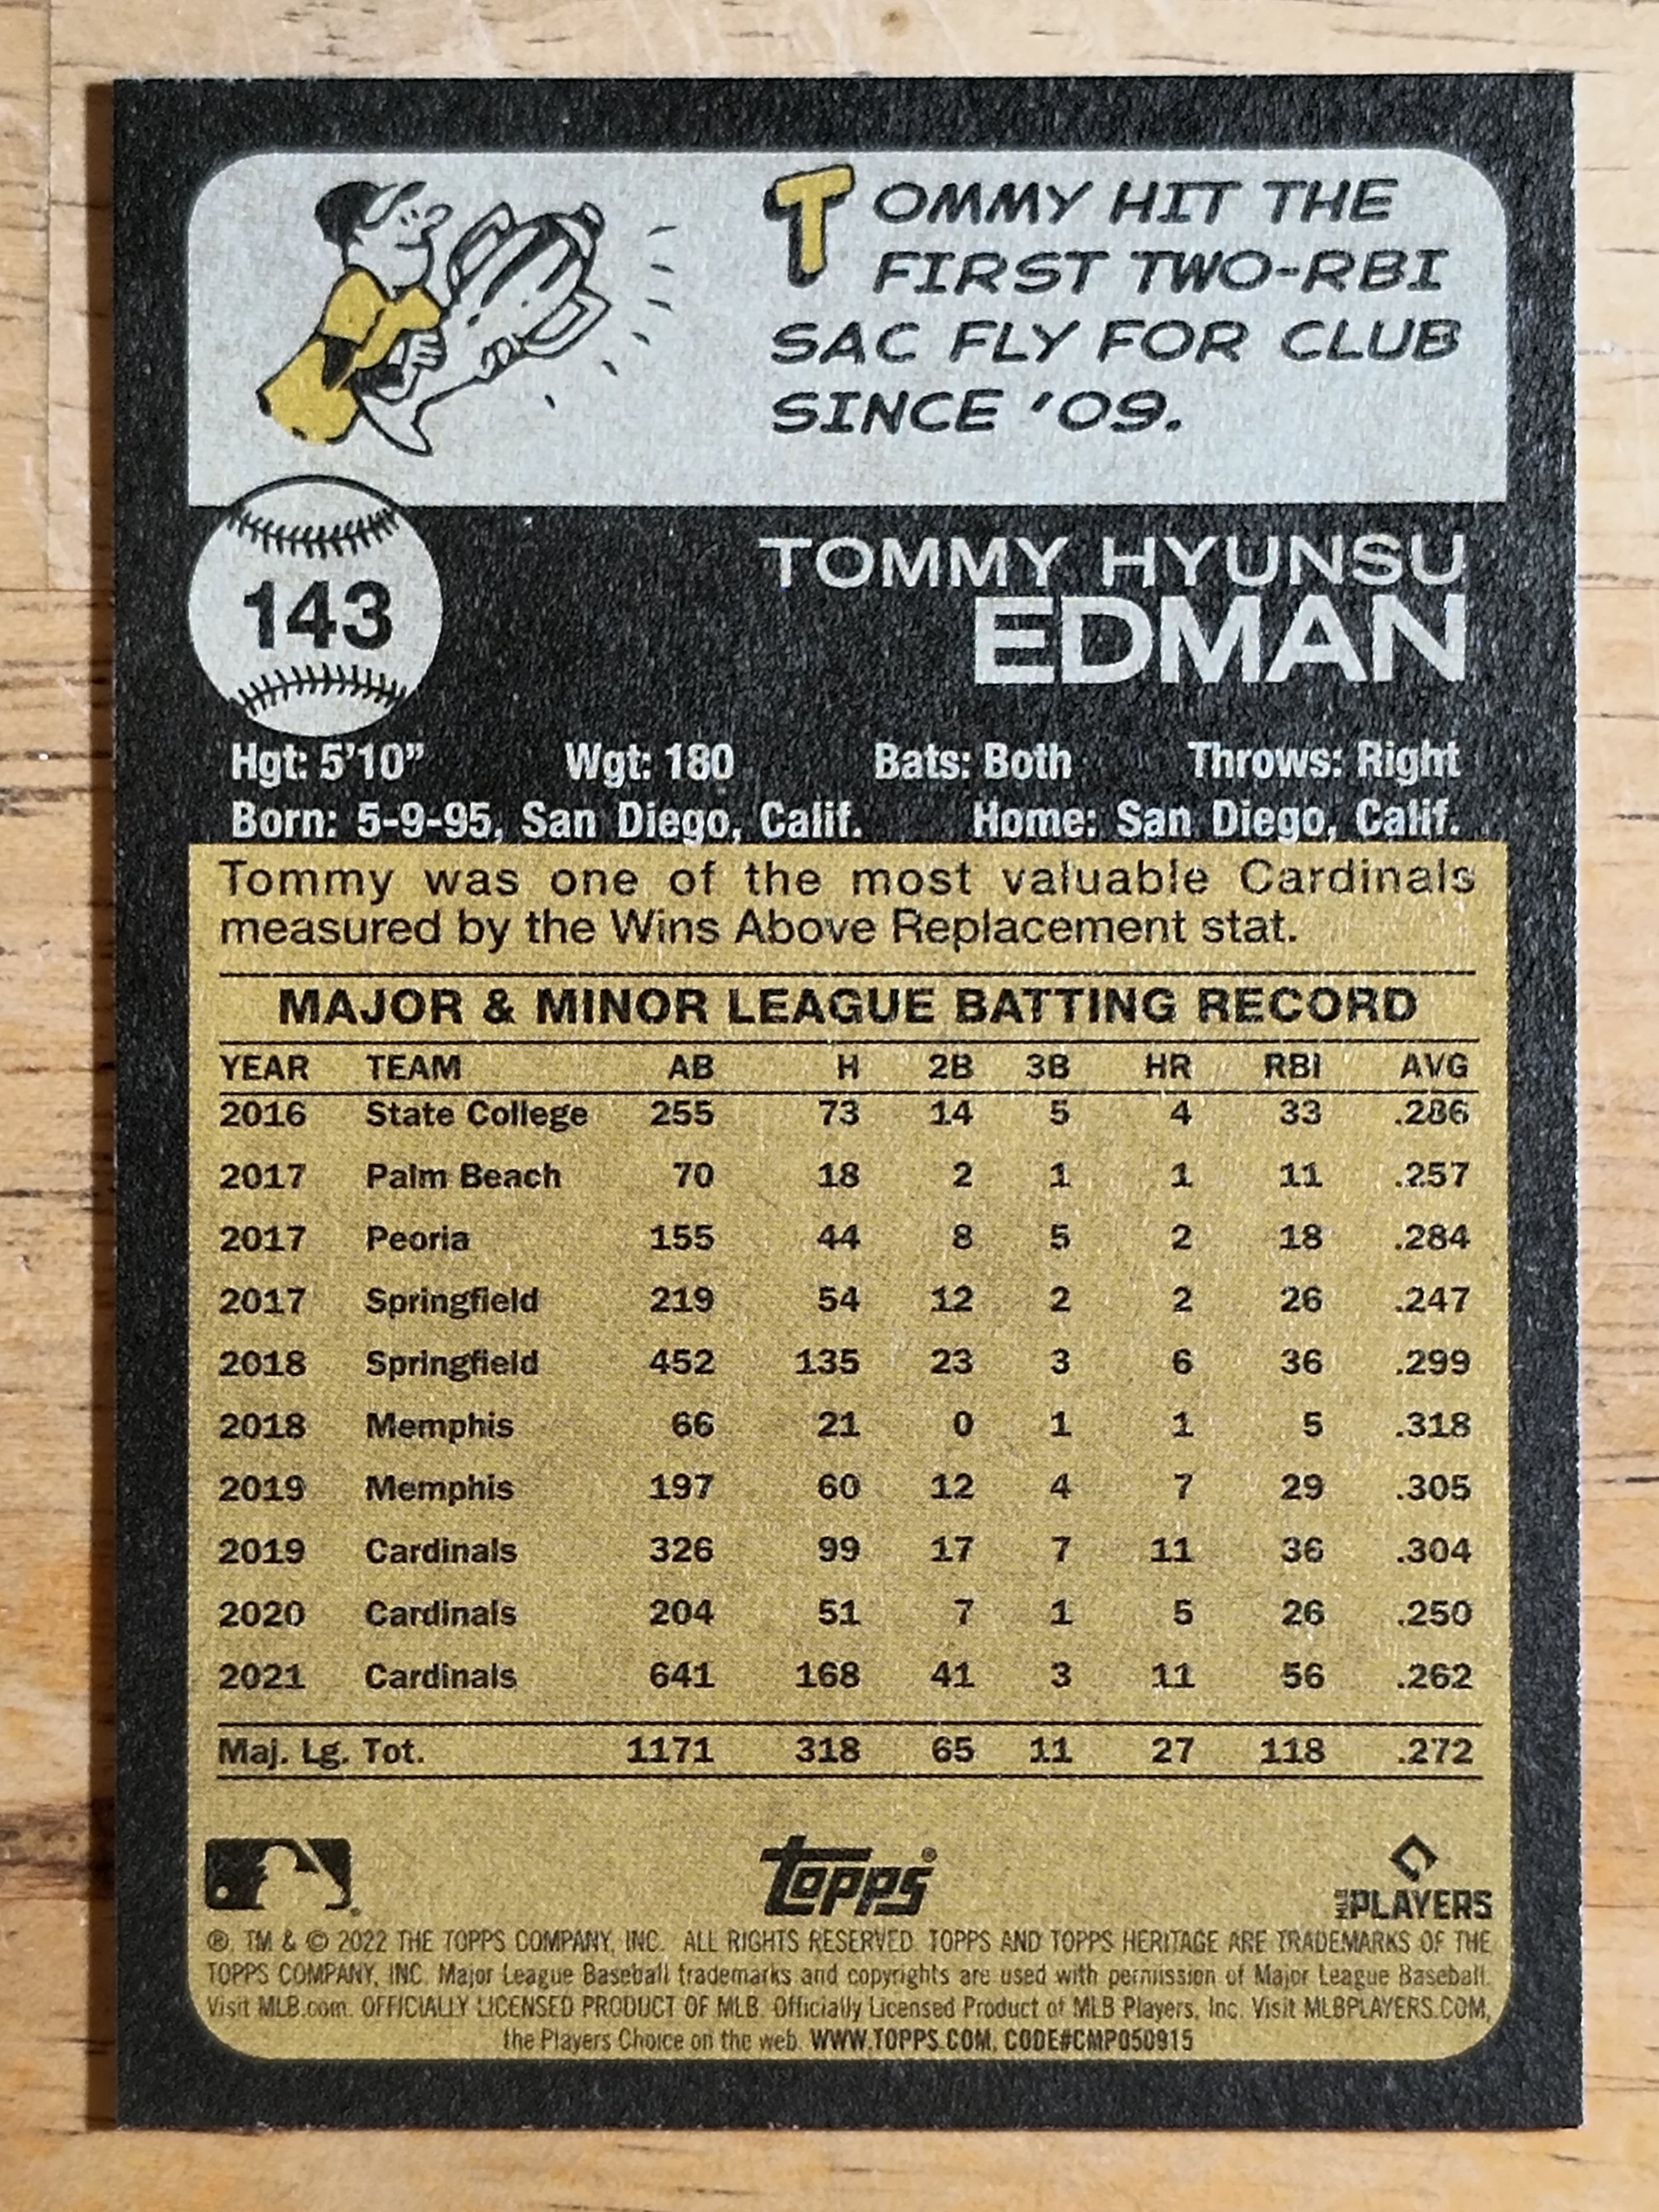 TOMMY HIT THE
FIRST TWO-RBI
SAC FLY FOR CLUB
SINCE '09.
143
TOMMY HYUNSU
EDMAN
Hgt: 5'10" Wgt: 180 Bats: Both Throws: Right
Born: 5-9-95, San Diego, Calif. Home: San Diego, Calif.
Tommy was one of the most valuable Cardinals
measured by the Wins Above Replacement stat.
MAJOR & MINOR LEAGUE BATTING RECORD
YEAR TEAM AB H 2B 3B HR RBI AVG
2016 State College 255 73 14 5 4 33 .286
2017 Palm Beach 70 18 2 1 1 11 .257
2017 Peoria 155 44 8 5 2 18 .284
2017 Springfield 219 54 12 2 2 26 .247
2018 Springfield 452 135 23 3 6 36 .299
2018 Memphis 66 21 0 1 1 5 .318
2019 Memphis 197 60 12 4 7 29 .305
2019 Cardinals 326 99 17 7 11 36 .304
2020 Cardinals 204 51 7 1 5 26 .250
2021 Cardinals 641 168 41 3 11 56 .262
Maj. Lg. Tot. 1171 318 65 11 27 118 .272
topps®
MLB PLAYERS
®, TM & © 2022 THE TOPPS COMPANY, INC. ALL RIGHTS RESERVED. TOPPS AND TOPPS HERITAGE ARE TRADEMARKS OF THE
TOPPS COMPANY, INC. Major League Baseball trademarks and copyrights are used with permission of Major League Baseball.
Visit MLB.com. OFFICIALLY LICENSED PRODUCT OF MLB. Officially Licensed Product of MLB Players, Inc. Visit MLBPLAYERS.COM,
the Players Choice on the web. WWW.TOPPS.COM, CODE#CMP050915